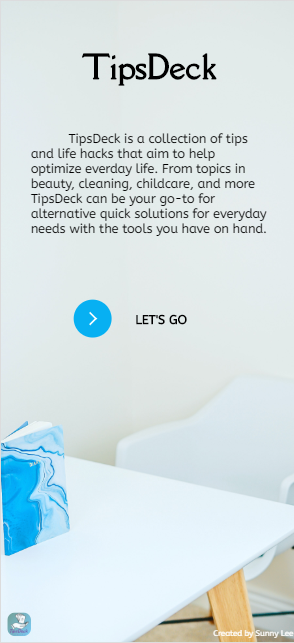 TipsDeck
TipsDeck is a collection of tips
and life hacks that aim to help
optimize everday life. From topics in
beauty, cleaning, childcare, and more
TipsDeck can be your go-to for
alternative quick solutions for everyday
needs with the tools you have on hand.
LET'S GO
Created by Sunny Lee